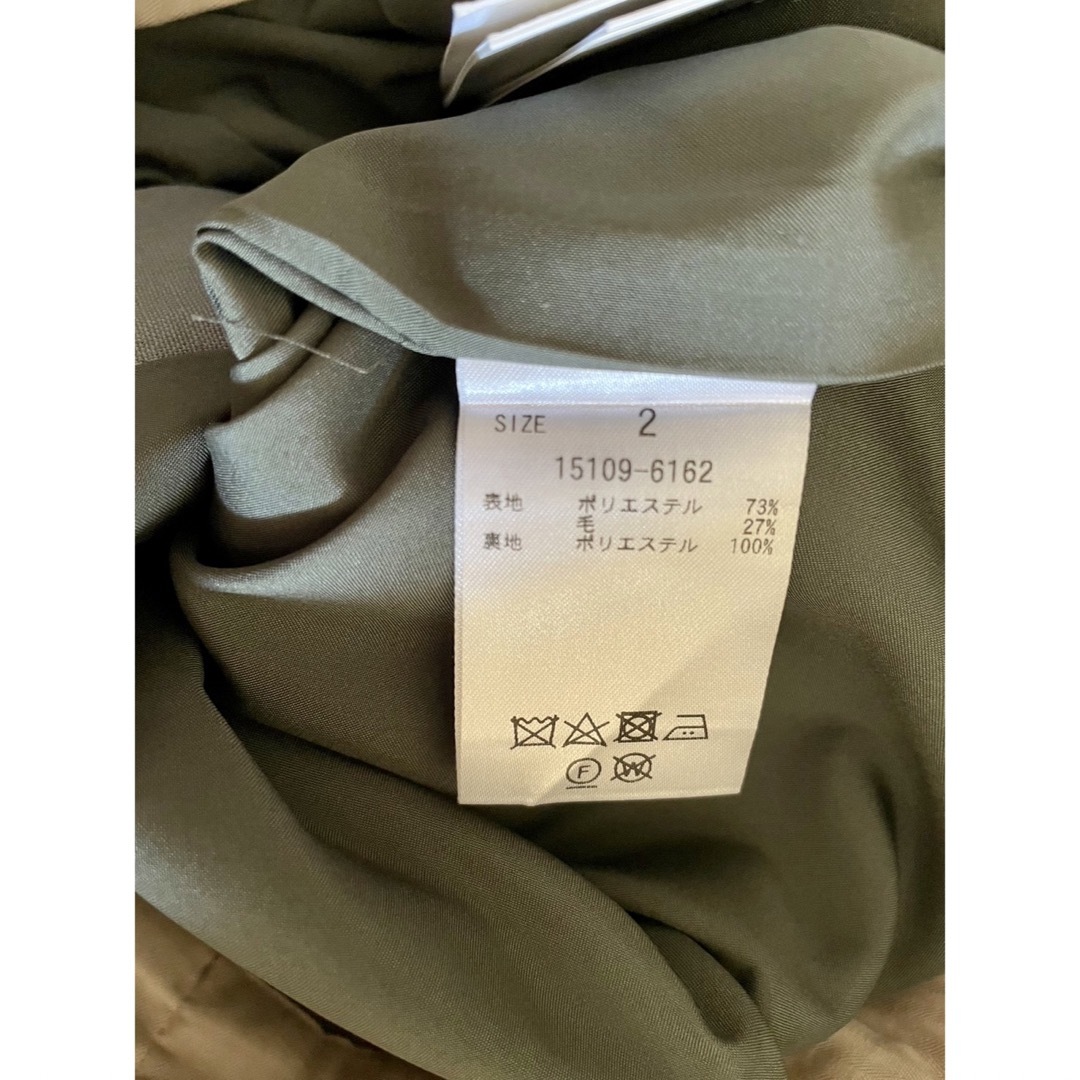 SIZE 2
15109-6162
表地 ポリエステル 73%
毛 27%
裏地 ポリエステル 100%
F W